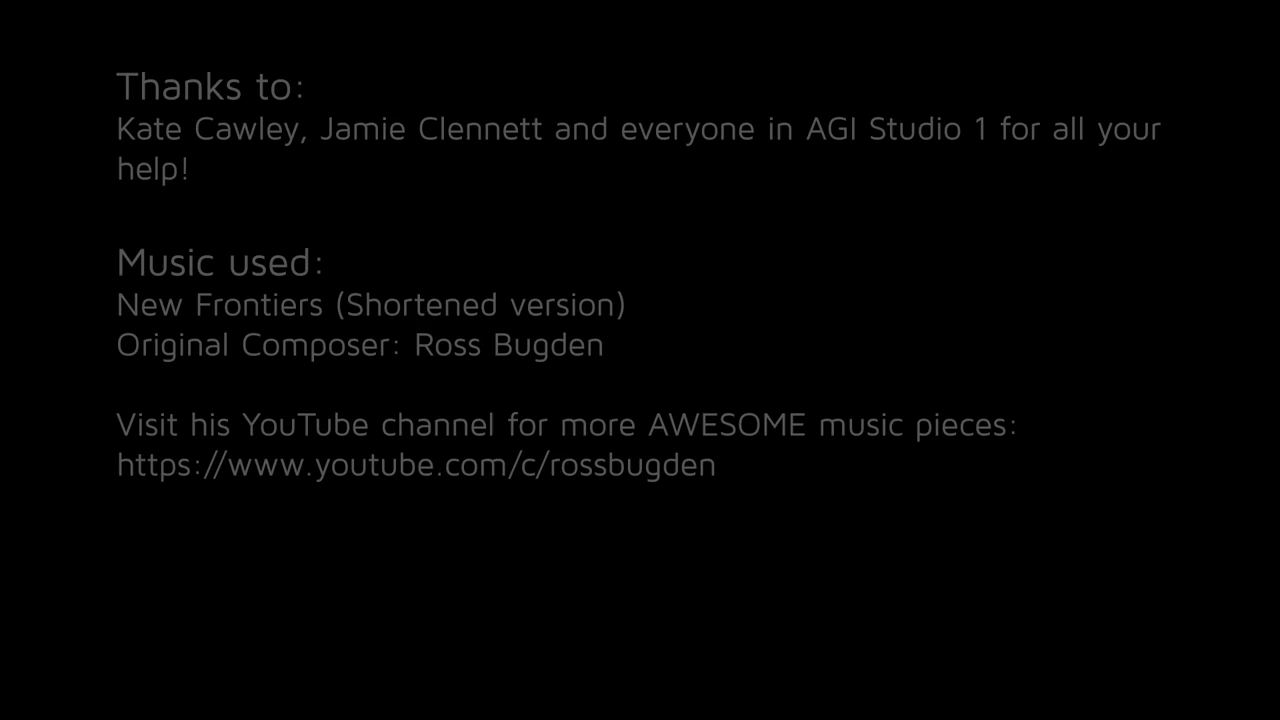 Thanks to:
Kate Cawley, Jamie Clennett and everyone in AGI Studio 1 for all your
help!
Music used:
New Frontiers (Shortened version)
Original Composer: Ross Bugden
Visit his YouTube channel for more AWESOME music pieces:
https://www.youtube.com/c/rossbugden